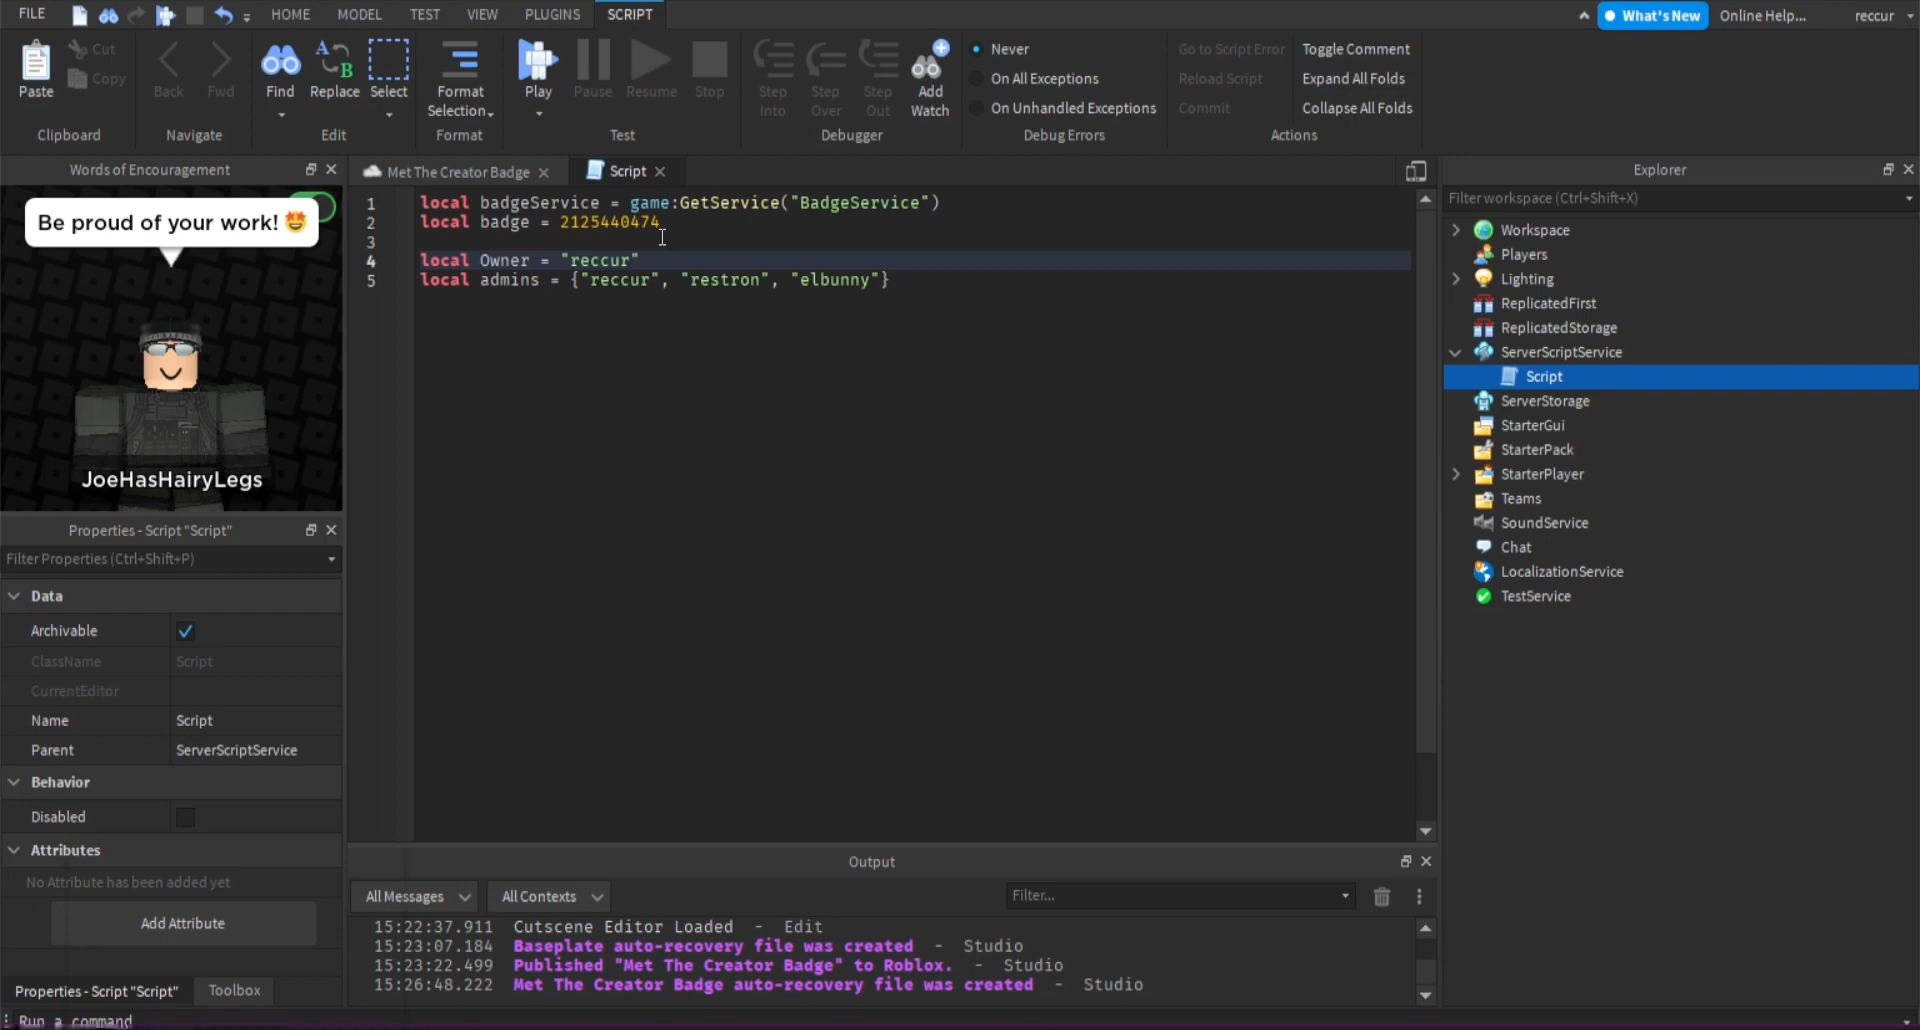 FILE HOME MODEL TEST VIEW PLUGINS SCRIPT What's New Online Help... reccur
Paste Cut Copy Back Fwd Find Replace Select Format Selection Play Pause Resume Stop Step Into Step Over Step Out Add Watch
Never
On All Exceptions
On Unhandled Exceptions
Go to Script Error
Reload Script
Commit
Toggle Comment
Expand All Folds
Collapse All Folds
Clipboard Navigate Edit Format Test Debugger Debug Errors Actions
Words of Encouragement
Be proud of your work! 🤩
JoeHasHairyLegs
Properties - Script "Script"
Filter Properties (Ctrl+Shift+P)
Data
Archivable
ClassName Script
CurrentEditor
Name Script
Parent ServerScriptService
Behavior
Disabled
Attributes
No Attribute has been added yet
Add Attribute
Properties - Script "Script" Toolbox
Run a command
Met The Creator Badge Script
1 local badgeService = game:GetService("BadgeService")
2 local badge = 2125440474
3
4 local Owner = "reccur"
5 local admins = {"reccur", "restron", "elbunny"}
Output
All Messages All Contexts Filter...
15:22:37.911 Cutscene Editor Loaded - Edit
15:23:07.184 Baseplate auto-recovery file was created - Studio
15:23:22.499 Published "Met The Creator Badge" to Roblox. - Studio
15:26:48.222 Met The Creator Badge auto-recovery file was created - Studio
Explorer
Filter workspace (Ctrl+Shift+X)
Workspace
Players
Lighting
ReplicatedFirst
ReplicatedStorage
ServerScriptService
Script
ServerStorage
StarterGui
StarterPack
StarterPlayer
Teams
SoundService
Chat
LocalizationService
TestService